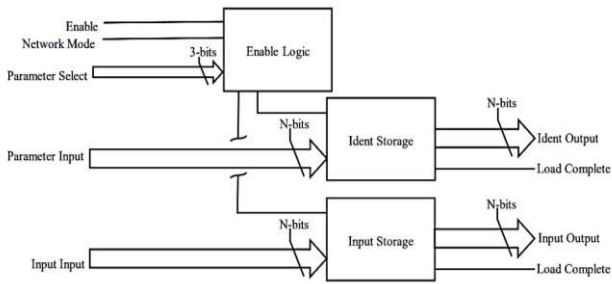 Enable
Network Mode
3-bits
Enable Logic
Parameter Select
N-bits
N-bits
Ident Storage
Ident Output
Parameter Input
Load Complete
N-bits
N-bits
Input Storage
Input Output
Input Input
Load Complete